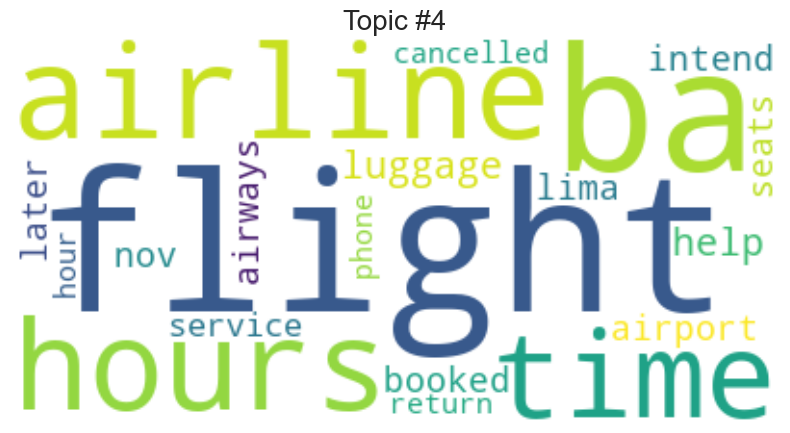 Topic #4
airline
cancelled
ba
intend
seats
later
flight
airways
luggage
lima
phone
help
hour
nov
service
hours
time
airport
booked
return